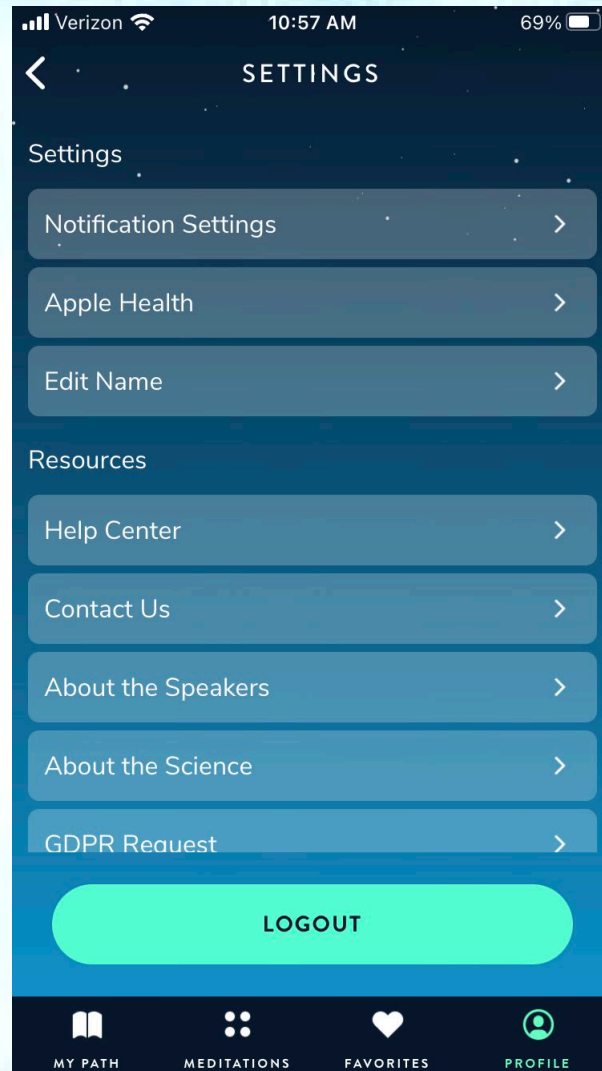 Verizon 10:57 AM 69%
SETTINGS
Settings
Notification Settings
Apple Health
Edit Name
Resources
Help Center
Contact Us
About the Speakers
About the Science
GDPR Request
LOGOUT
MY PATH MEDITATIONS FAVORITES PROFILE